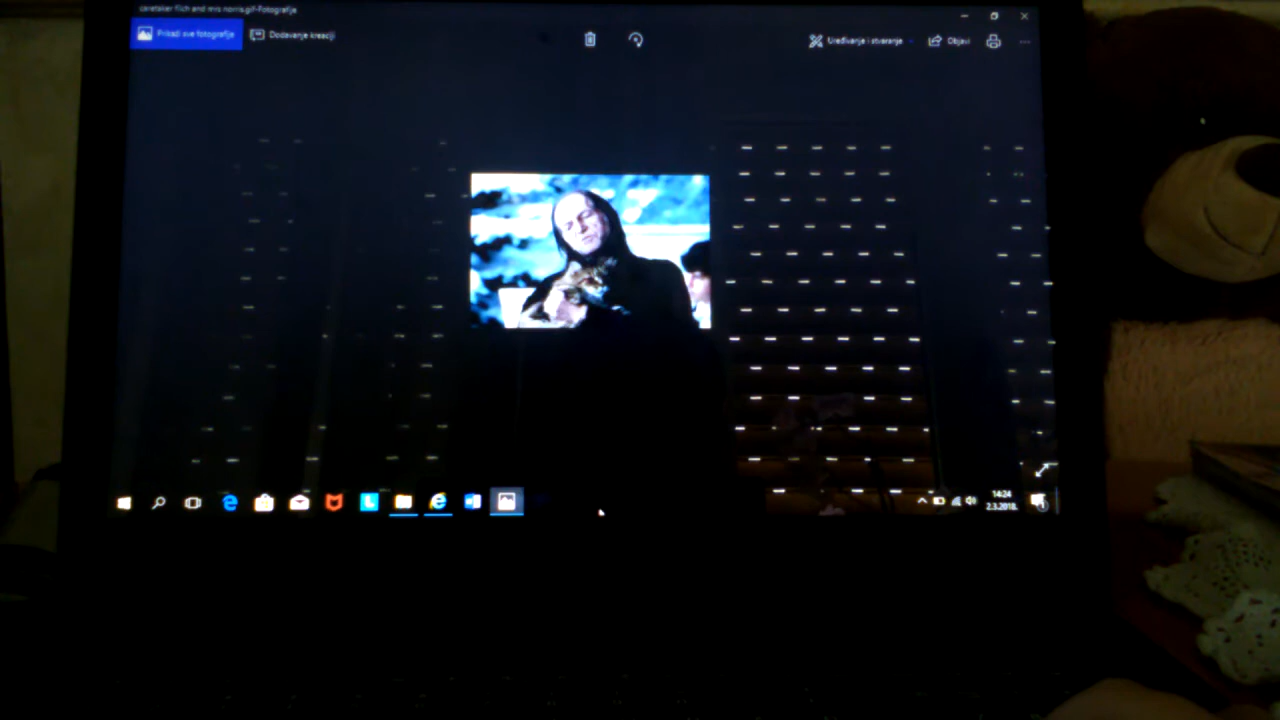 caretaker filch and mrs norris.gif - Fotografije
Prikaži sve fotografije
Dodavanje kreaciji
Uređivanje i stvaranje
Objavi
14:24
2.3.2018.